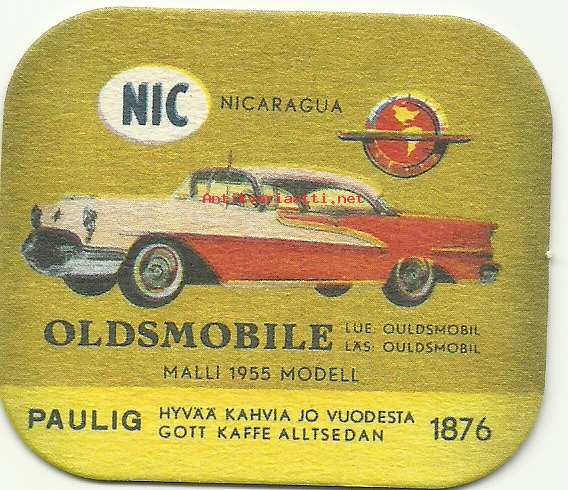 NIC NICARAGUA
Antikvariaatti.net
OLDSMOBILE
LUE: OULDSMOBIL
LÄS: OULDSMOBIL
MALLI 1955 MODELL
PAULIG
HYVÄÄ KAHVIA JO VUODESTA
GOTT KAFFE ALLTSEDAN
1876